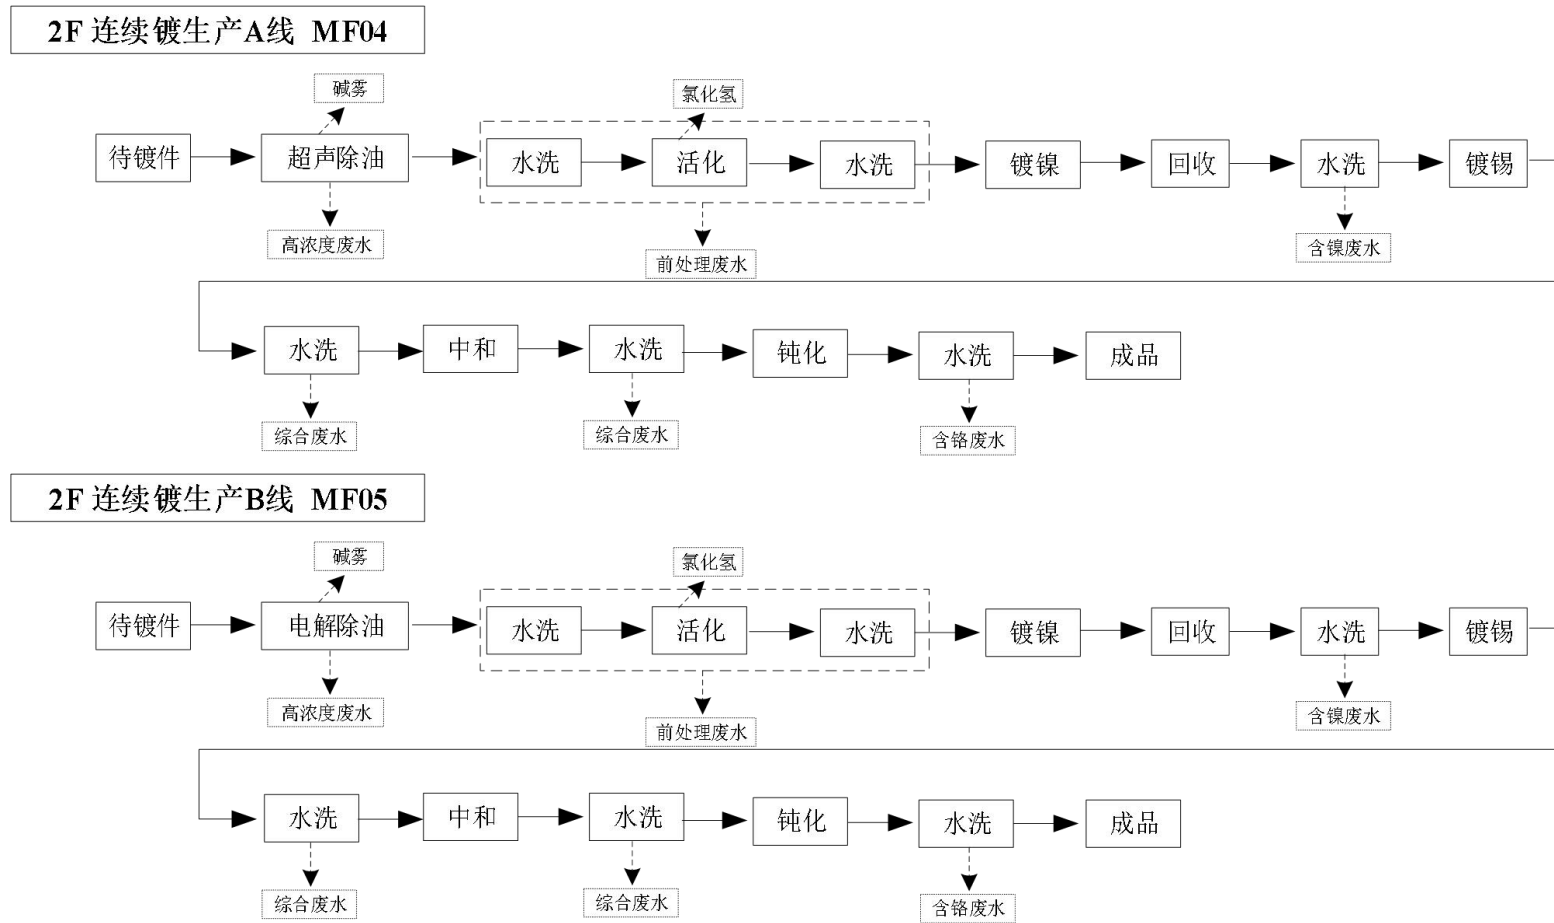 2F 连续镀生产A线 MF04
碱雾
氯化氢
待镀件
超声除油
水洗
活化
水洗
镀镍
回收
水洗
镀锡
高浓度废水
前处理废水
含镍废水
水洗
中和
水洗
钝化
水洗
成品
综合废水
综合废水
含铬废水
2F 连续镀生产B线 MF05
碱雾
氯化氢
待镀件
电解除油
水洗
活化
水洗
镀镍
回收
水洗
镀锡
高浓度废水
前处理废水
含镍废水
水洗
中和
水洗
钝化
水洗
成品
综合废水
综合废水
含铬废水